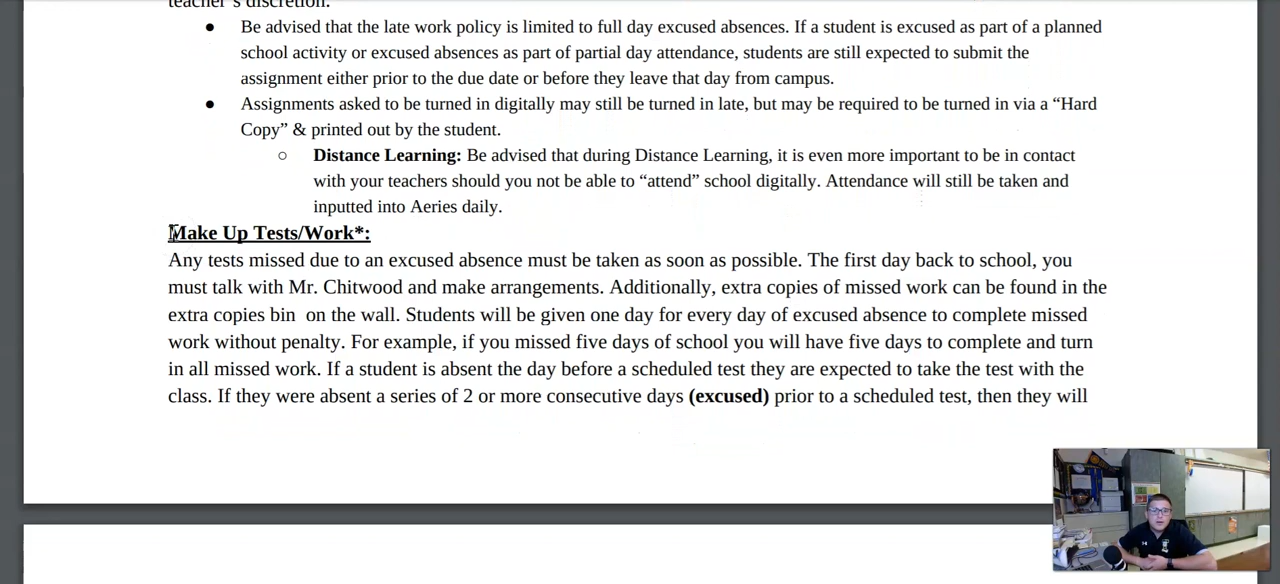 teacher's discretion.
● Be advised that the late work policy is limited to full day excused absences. If a student is excused as part of a planned
school activity or excused absences as part of partial day attendance, students are still expected to submit the
assignment either prior to the due date or before they leave that day from campus.
● Assignments asked to be turned in digitally may still be turned in late, but may be required to be turned in via a “Hard
Copy” & printed out by the student.
○ Distance Learning: Be advised that during Distance Learning, it is even more important to be in contact
with your teachers should you not be able to “attend” school digitally. Attendance will still be taken and
inputted into Aeries daily.
Make Up Tests/Work*:
Any tests missed due to an excused absence must be taken as soon as possible. The first day back to school, you
must talk with Mr. Chitwood and make arrangements. Additionally, extra copies of missed work can be found in the
extra copies bin  on the wall. Students will be given one day for every day of excused absence to complete missed
work without penalty. For example, if you missed five days of school you will have five days to complete and turn
in all missed work. If a student is absent the day before a scheduled test they are expected to take the test with the
class. If they were absent a series of 2 or more consecutive days (excused) prior to a scheduled test, then they will